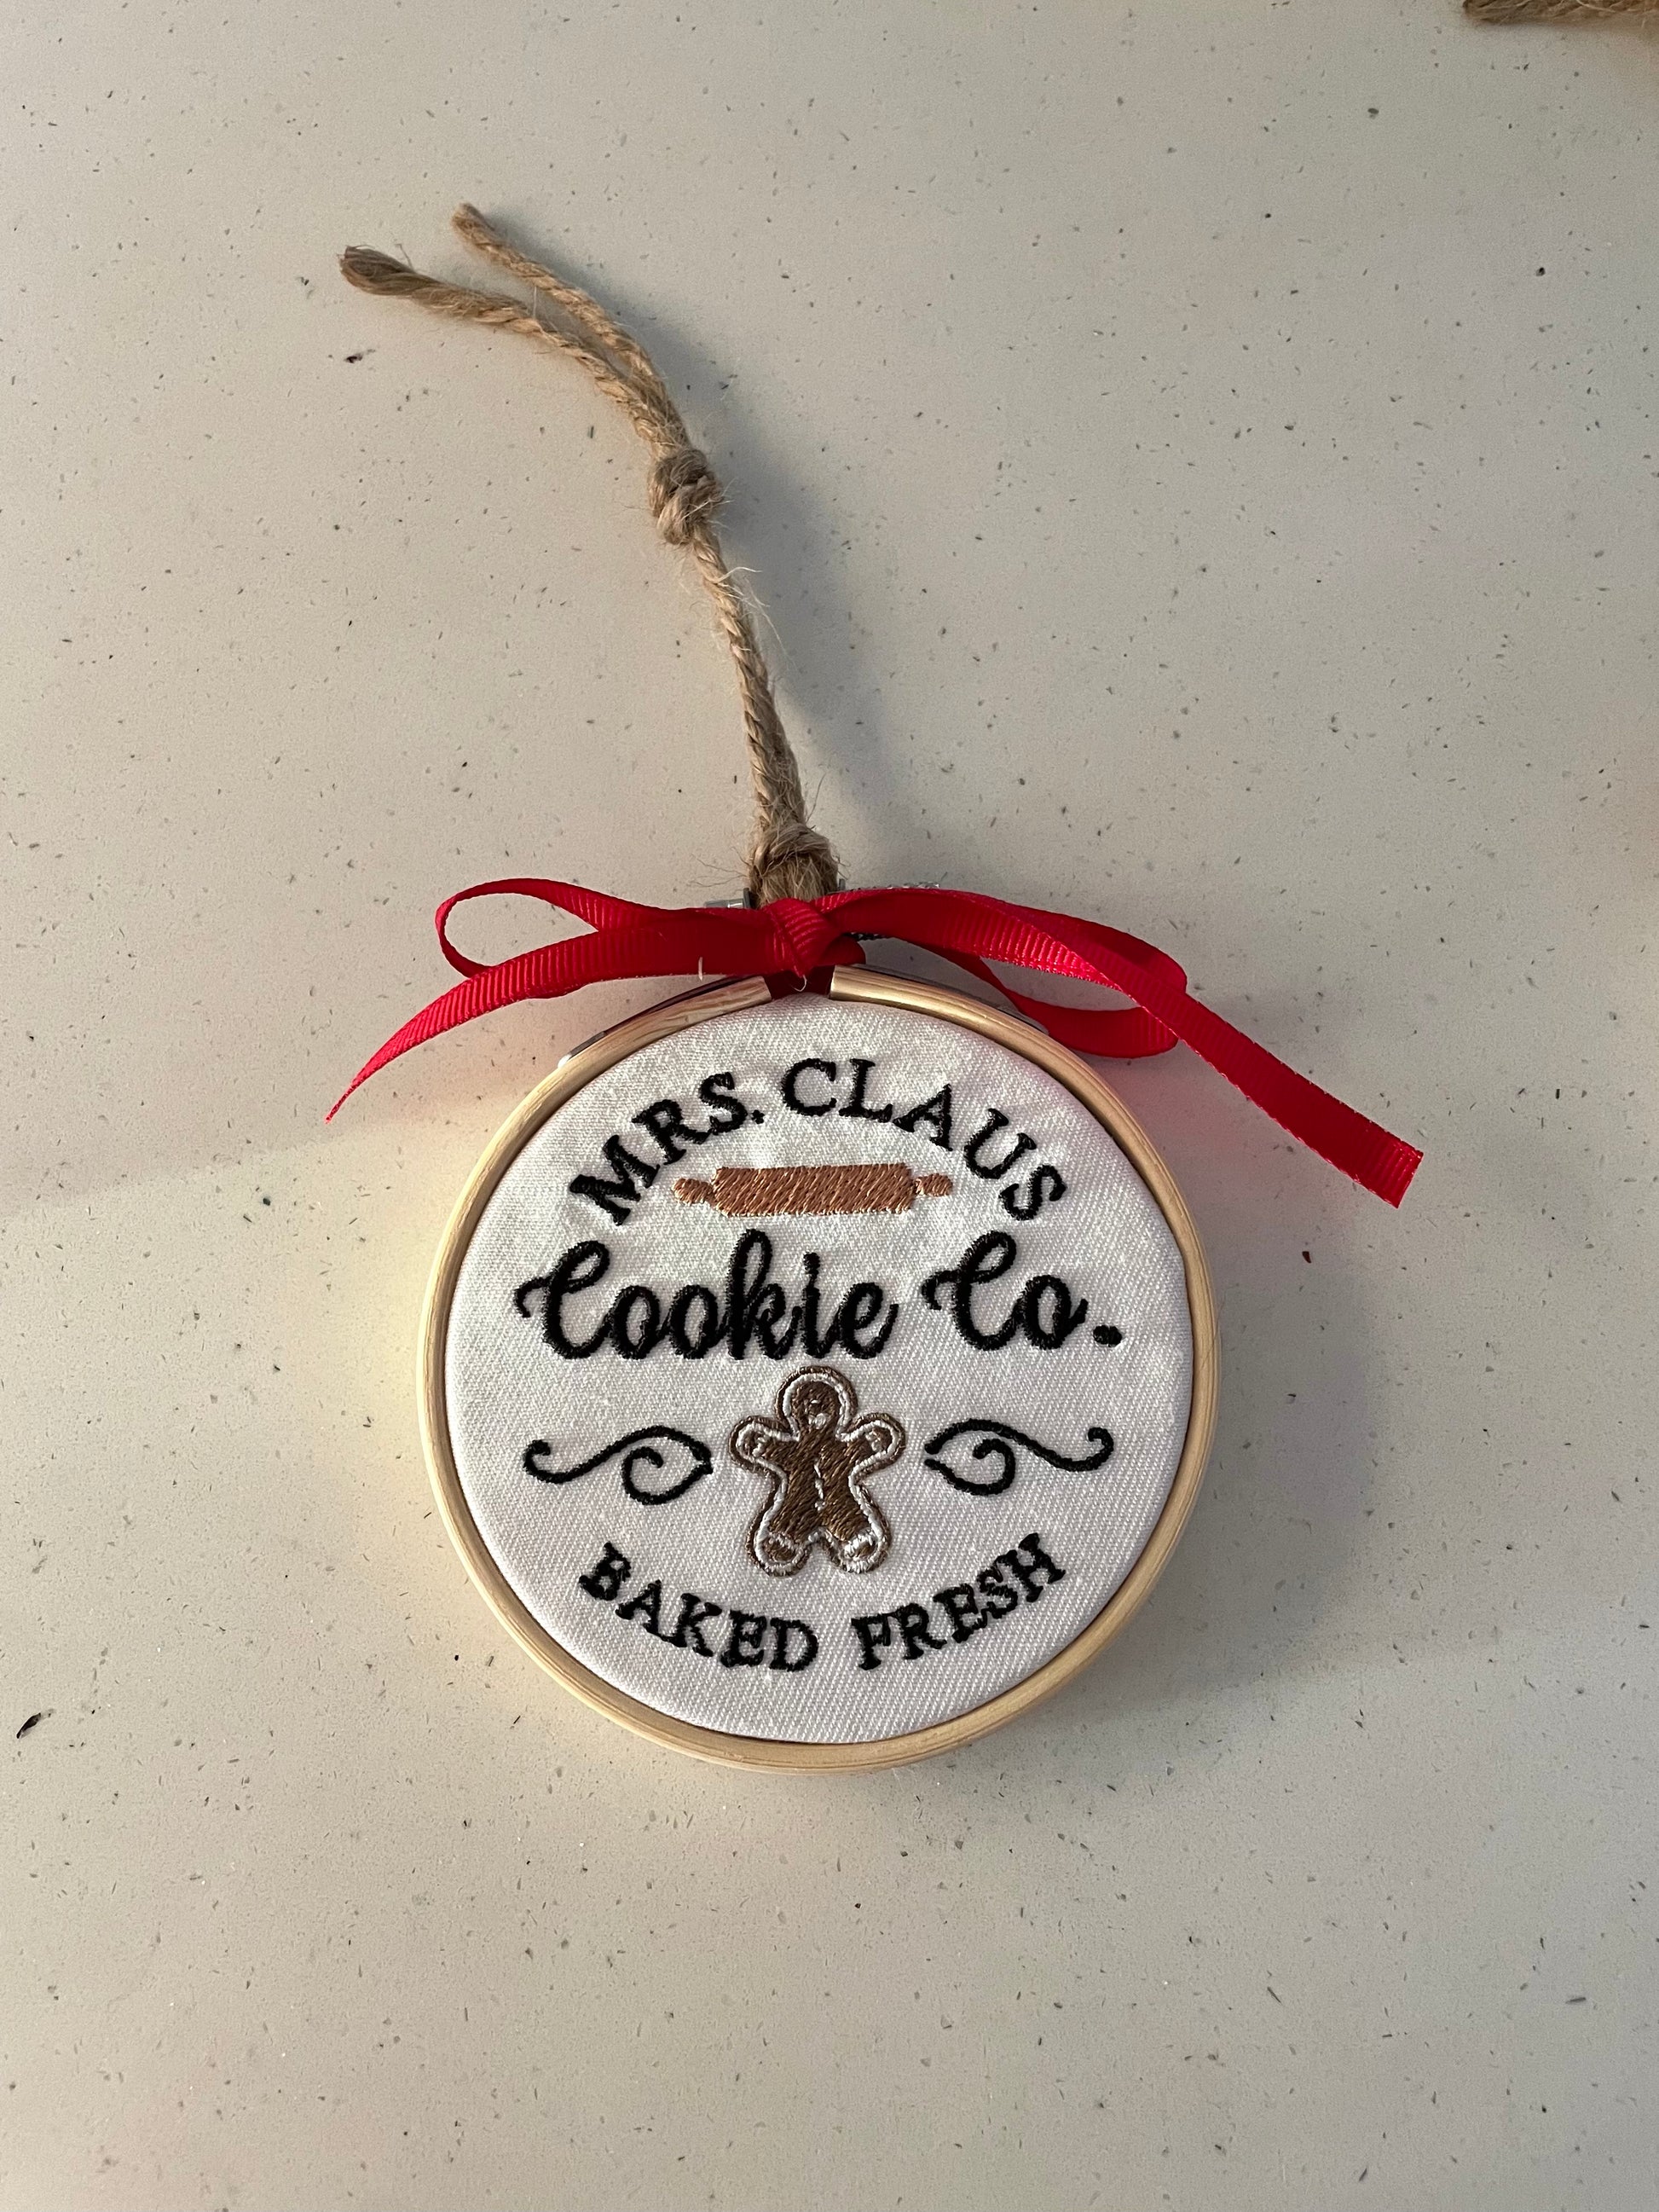 MRS. CLAUS
Cookie Co.
BAKED FRESH